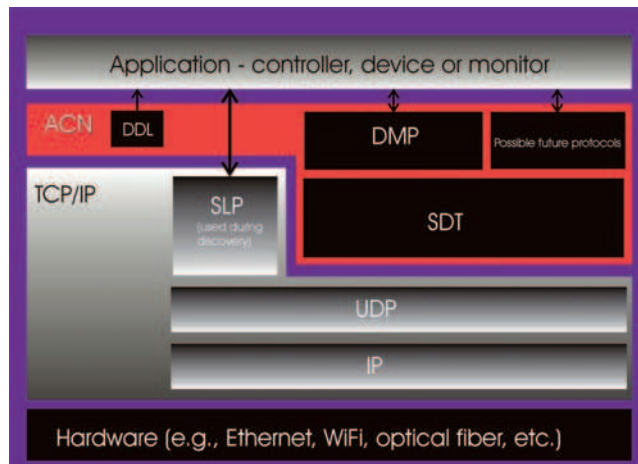 Application - controller, device or monitor
ACN
DDL
DMP
Possible future protocols
TCP/IP
SLP
(used during
discovery)
SDT
UDP
IP
Hardware (e.g., Ethernet, WiFi, optical fiber, etc.)